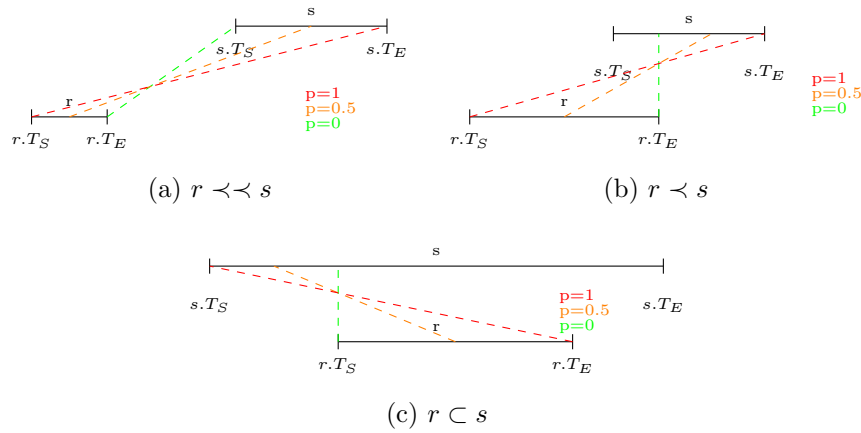 s
s.T_S
s.T_E
r
p=1
p=0.5
p=0
r.T_S
r.T_E
(a) r ≺≺ s
s
s.T_S
s.T_E
r
p=1
p=0.5
p=0
r.T_S
r.T_E
(b) r ≺ s
s
s.T_S
s.T_E
p=1
p=0.5
p=0
r
r.T_S
r.T_E
(c) r ⊂ s